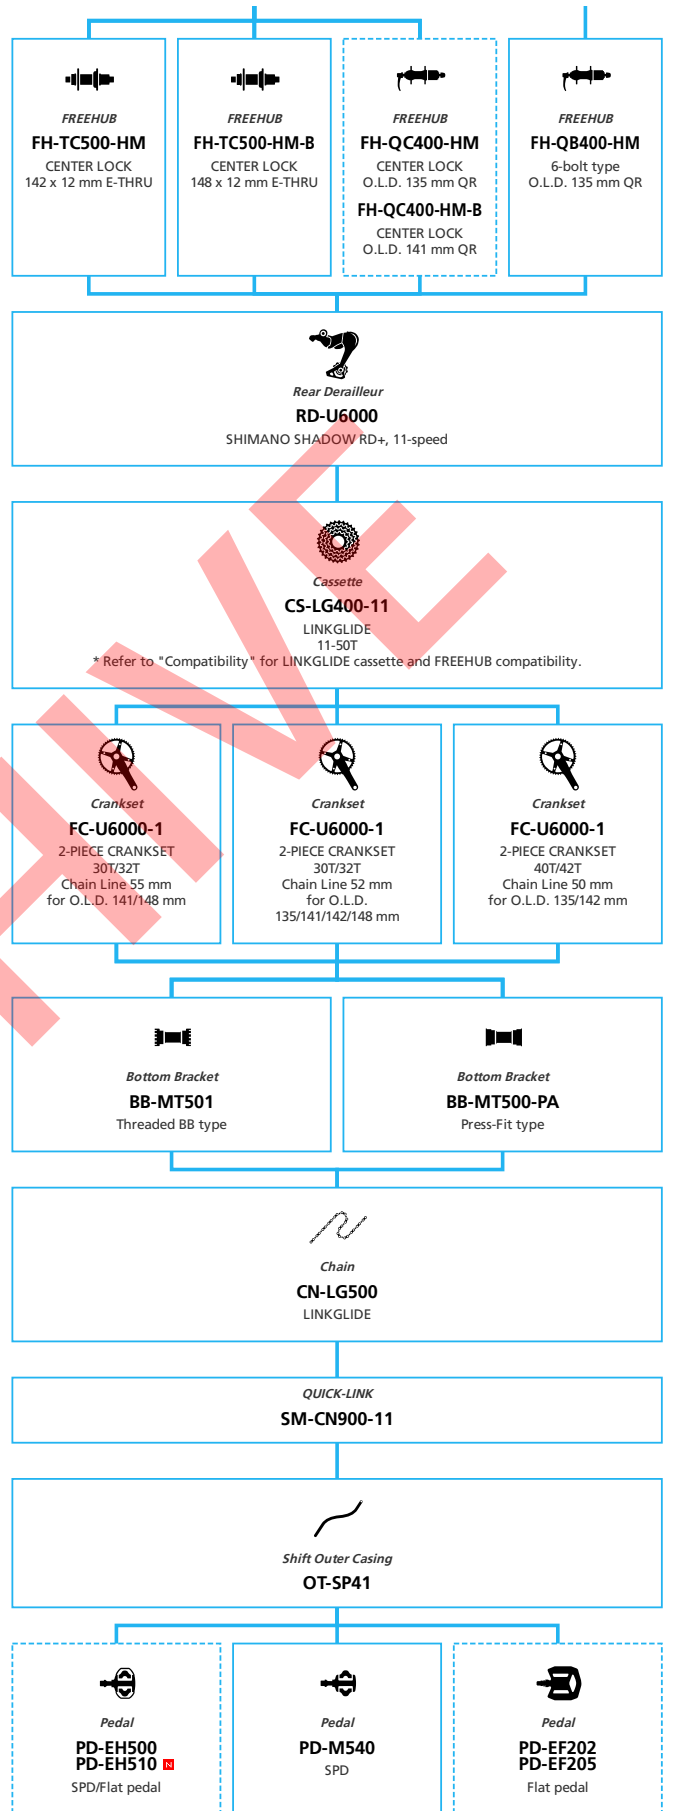 FREEHUB
FH-TC500-HM
CENTER LOCK
142 x 12 mm E-THRU
FREEHUB
FH-TC500-HM-B
CENTER LOCK
148 x 12 mm E-THRU
FREEHUB
FH-QC400-HM
CENTER LOCK
O.L.D. 135 mm QR
FH-QC400-HM-B
CENTER LOCK
O.L.D. 141 mm QR
FREEHUB
FH-QB400-HM
6-bolt type
O.L.D. 135 mm QR
Rear Derailleur
RD-U6000
SHIMANO SHADOW RD+, 11-speed
Cassette
CS-LG400-11
LINKGLIDE
11-50T
* Refer to "Compatibility" for LINKGLIDE cassette and FREEHUB compatibility.
Crankset
FC-U6000-1
2-PIECE CRANKSET
30T/32T
Chain Line 55 mm
for O.L.D. 141/148 mm
Crankset
FC-U6000-1
2-PIECE CRANKSET
30T/32T
Chain Line 52 mm
for O.L.D.
135/141/142/148 mm
Crankset
FC-U6000-1
2-PIECE CRANKSET
40T/42T
Chain Line 50 mm
for O.L.D. 135/142 mm
Bottom Bracket
BB-MT501
Threaded BB type
Bottom Bracket
BB-MT500-PA
Press-Fit type
Chain
CN-LG500
LINKGLIDE
QUICK-LINK
SM-CN900-11
Shift Outer Casing
OT-SP41
Pedal
PD-EH500
PD-EH510 N
SPD/Flat pedal
Pedal
PD-M540
SPD
Pedal
PD-EF202
PD-EF205
Flat pedal
HIVE